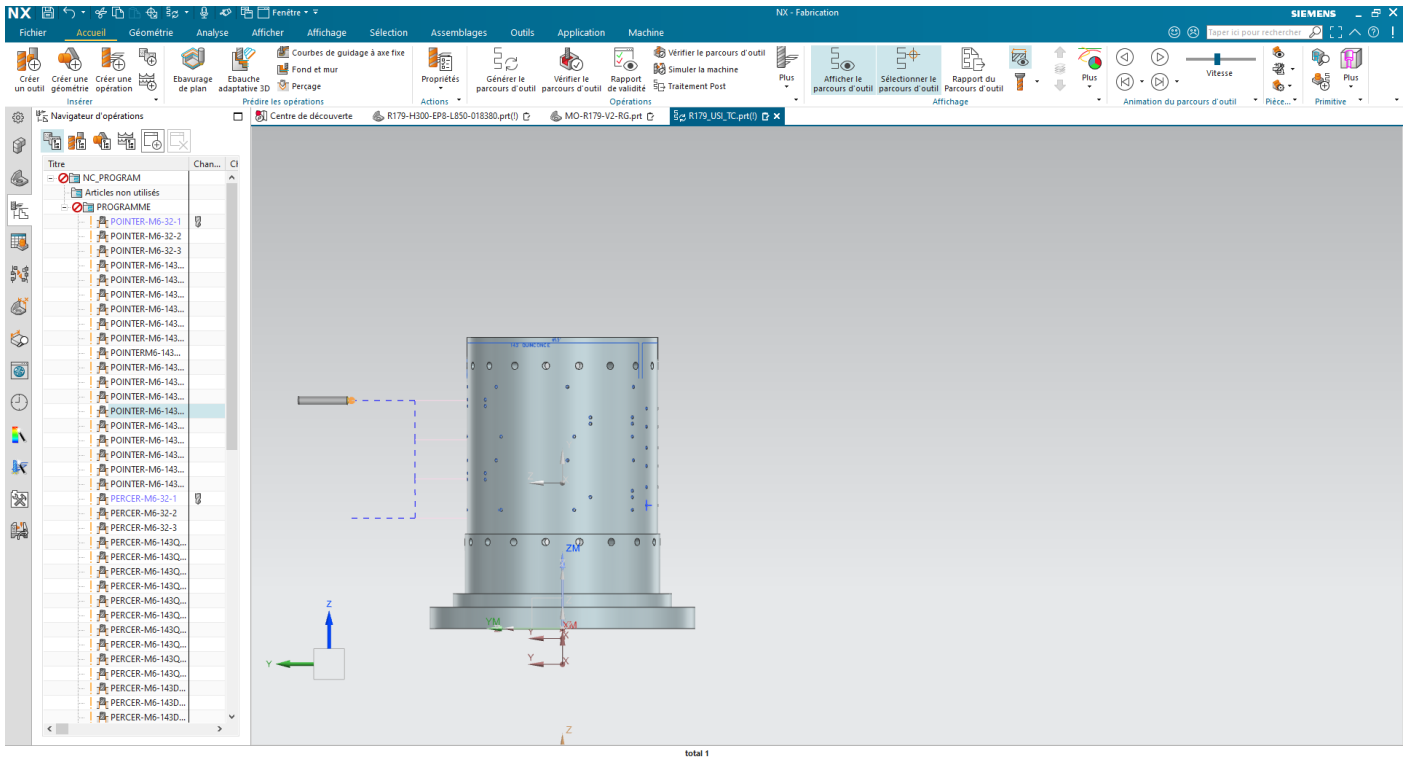 NX Fenêtre NX - Fabrication SIEMENS
Fichier Accueil Géométrie Analyse Afficher Affichage Sélection Assemblages Outils Application Machine Taper ici pour rechercher
Créer un outil
Créer une géométrie
Créer une opération
Insérer
Ebavurage de plan
Ebauche adaptative 3D
Courbes de guidage à axe fixe
Fond et mur
Perçage
Prédire les opérations
Propriétés
Actions
Générer le parcours d'outil
Vérifier le parcours d'outil
Rapport de validité
Vérifier le parcours d'outil
Simuler la machine
Traitement Post
Plus
Opérations
Afficher le parcours d'outil
Sélectionner le parcours d'outil
Rapport du Parcours d'outil
Plus
Affichage
Vitesse
Animation du parcours d'outil
Pièce...
Plus
Primitive
Navigateur d'opérations
Centre de découverte R179-H300-EP8-L850-018380.prt(!) MO-R179-V2-RG.prt R179_USI_TC.prt(!)
Titre Chan... Cl
NC_PROGRAM
Articles non utilisés
PROGRAMME
POINTER-M6-32-1
POINTER-M6-32-2
POINTER-M6-32-3
POINTER-M6-143...
POINTER-M6-143...
POINTER-M6-143...
POINTER-M6-143...
POINTER-M6-143...
POINTER-M6-143...
POINTERM6-143...
POINTER-M6-143...
POINTER-M6-143...
POINTER-M6-143...
POINTER-M6-143...
POINTER-M6-143...
POINTER-M6-143...
POINTER-M6-143...
POINTER-M6-143...
POINTER-M6-143...
PERCER-M6-32-1
PERCER-M6-32-2
PERCER-M6-32-3
PERCER-M6-143Q...
PERCER-M6-143Q...
PERCER-M6-143Q...
PERCER-M6-143Q...
PERCER-M6-143Q...
PERCER-M6-143Q...
PERCER-M6-143Q...
PERCER-M6-143Q...
PERCER-M6-143Q...
PERCER-M6-143Q...
PERCER-M6-143D...
PERCER-M6-143D...
PERCER-M6-143D...
ZM
YM
XM
Y X
Y X
Z
Y
Z
total 1